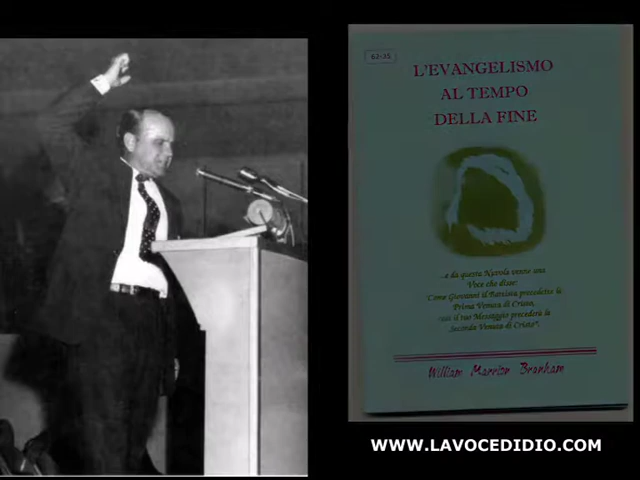 62-35
L'EVANGELISMO
AL TEMPO
DELLA FINE
...e da questa Nuvola venne una
Voce che disse:
Come Giovanni il Battista precedette la
Prima Venuta di Cristo,
così il tuo Messaggio precederà la
Seconda Venuta di Cristo".
William Marrion Branham
WWW.LAVOCEDIDIO.COM